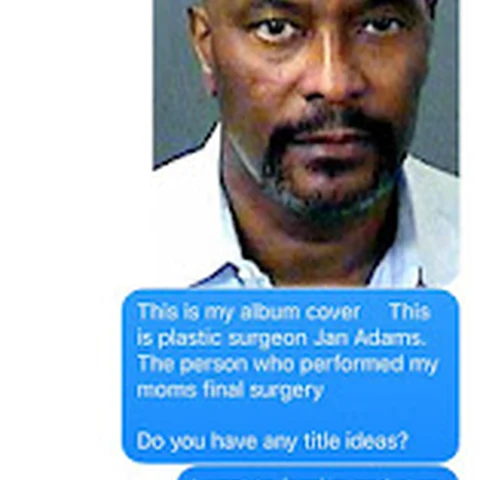 This is my album cover This
is plastic surgeon Jan Adams.
The person who performed my
moms final surgery
Do you have any title ideas?